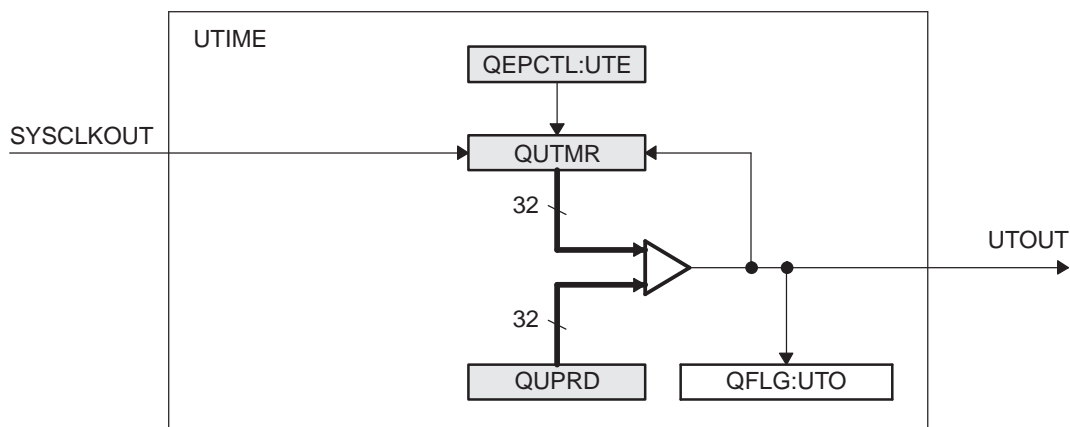 UTIME
QEPCTL:UTE
SYSCLKOUT
QUTMR
32
UTOUT
32
QUPRD
QFLG:UTO